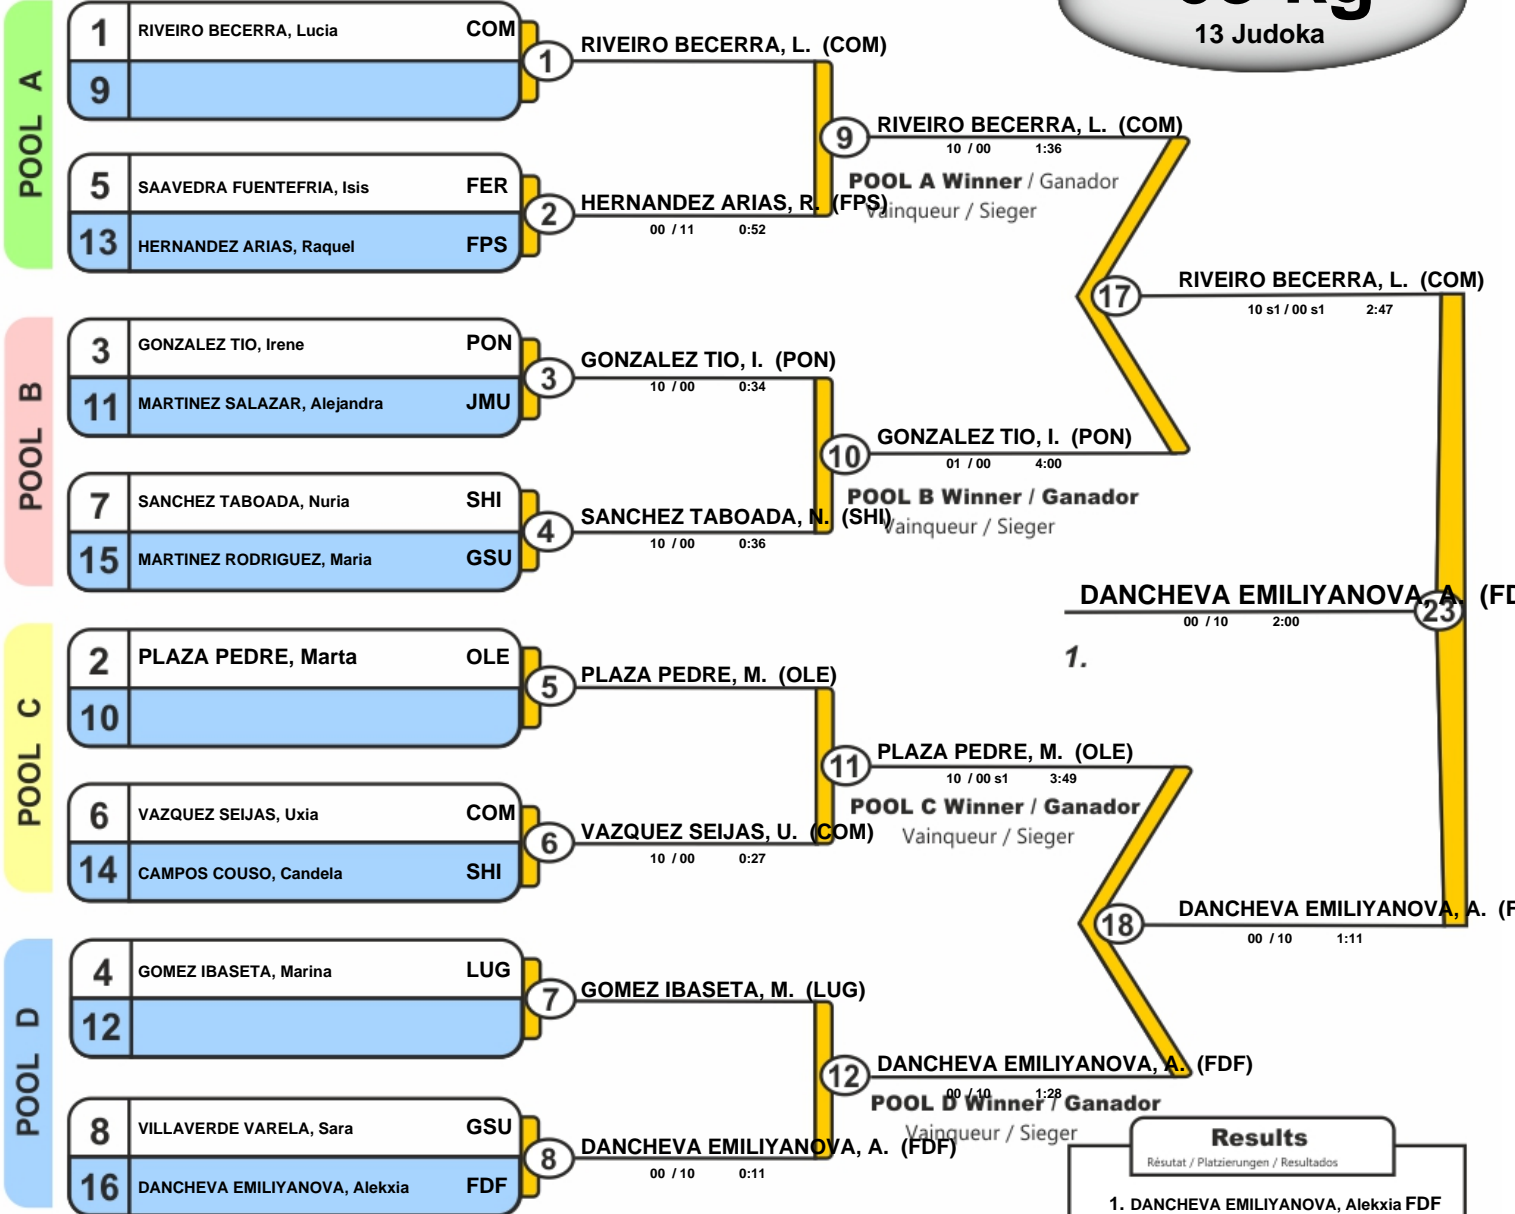 13 Judoka
POOL A
1 RIVEIRO BECERRA, Lucia COM
9
5 SAAVEDRA FUENTEFRIA, Isis FER
13 HERNANDEZ ARIAS, Raquel FPS
POOL B
3 GONZALEZ TIO, Irene PON
11 MARTINEZ SALAZAR, Alejandra JMU
7 SANCHEZ TABOADA, Nuria SHI
15 MARTINEZ RODRIGUEZ, Maria GSU
POOL C
2 PLAZA PEDRE, Marta OLE
10
6 VAZQUEZ SEIJAS, Uxia COM
14 CAMPOS COUSO, Candela SHI
POOL D
4 GOMEZ IBASETA, Marina LUG
12
8 VILLAVERDE VARELA, Sara GSU
16 DANCHEVA EMILIYANOVA, Alekxia FDF
1 RIVEIRO BECERRA, L. (COM)
2 HERNANDEZ ARIAS, R. (FPS)
00 / 11 0:52
3 GONZALEZ TIO, I. (PON)
10 / 00 0:34
4 SANCHEZ TABOADA, N. (SHI)
10 / 00 0:36
5 PLAZA PEDRE, M. (OLE)
6 VAZQUEZ SEIJAS, U. (COM)
10 / 00 0:27
7 GOMEZ IBASETA, M. (LUG)
8 DANCHEVA EMILIYANOVA, A. (FDF)
00 / 10 0:11
9 RIVEIRO BECERRA, L. (COM)
10 / 00 1:36
POOL A Winner / Ganador
Vainqueur / Sieger
10 GONZALEZ TIO, I. (PON)
01 / 00 4:00
POOL B Winner / Ganador
Vainqueur / Sieger
11 PLAZA PEDRE, M. (OLE)
10 / 00 s1 3:49
POOL C Winner / Ganador
Vainqueur / Sieger
12 DANCHEVA EMILIYANOVA, A. (FDF)
00 / 10 1:28
POOL D Winner / Ganador
Vainqueur / Sieger
17 RIVEIRO BECERRA, L. (COM)
10 s1 / 00 s1 2:47
18 DANCHEVA EMILIYANOVA, A. (F
00 / 10 1:11
DANCHEVA EMILIYANOVA, A. (FD
23
00 / 10 2:00
1.
Results
Résutat / Platzierungen / Resultados
1. DANCHEVA EMILIYANOVA, Alekxia FDF